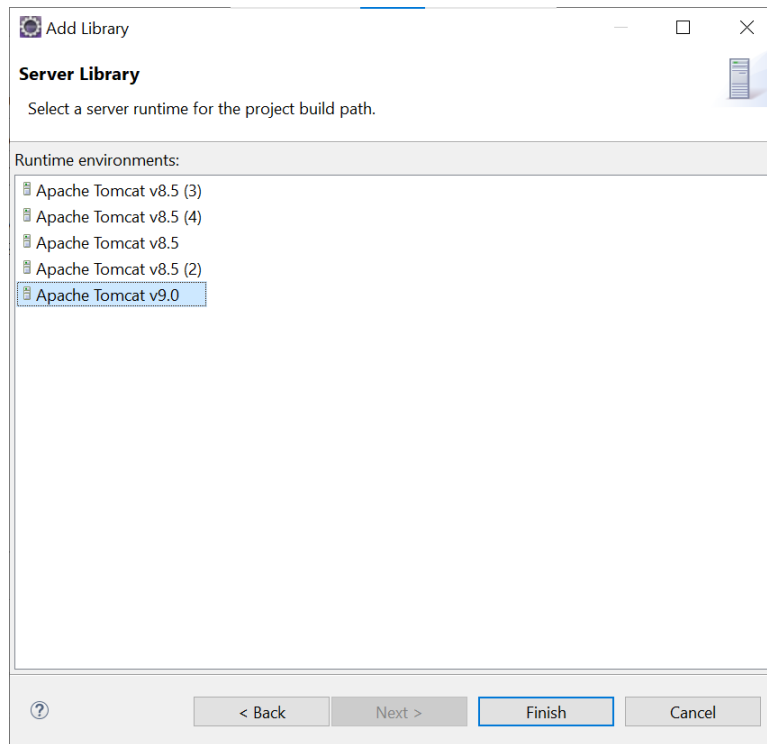 Add Library
Server Library
Select a server runtime for the project build path.
Runtime environments:
Apache Tomcat v8.5 (3)
Apache Tomcat v8.5 (4)
Apache Tomcat v8.5
Apache Tomcat v8.5 (2)
Apache Tomcat v9.0
? < Back Next > Finish Cancel